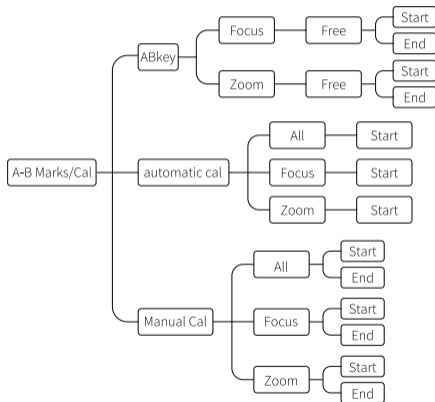 A-B Marks/Cal
ABkey
Focus
Free
Start
End
Zoom
Free
Start
End
automatic cal
All
Start
Focus
Start
Zoom
Start
Manual Cal
All
Start
End
Focus
Start
End
Zoom
Start
End